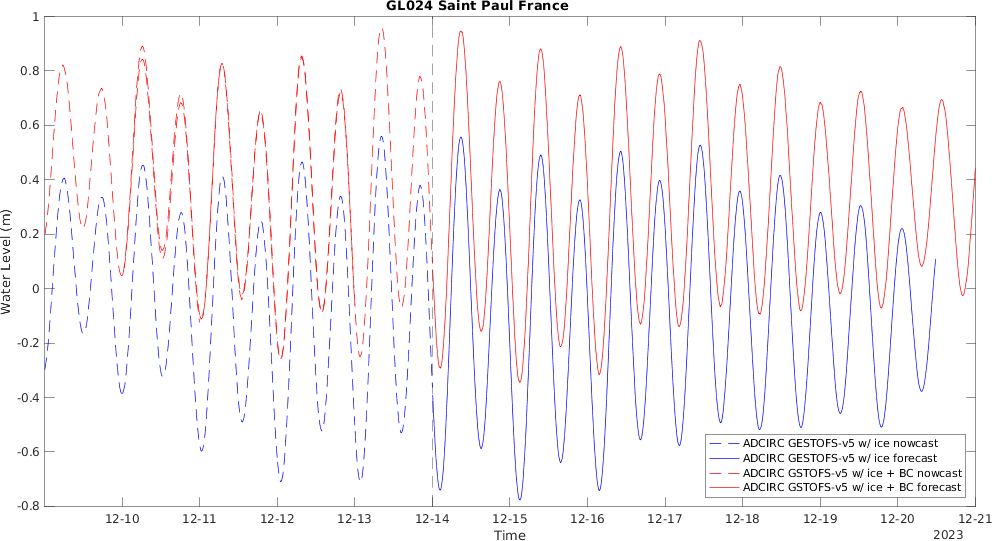 GL024 Saint Paul France
Water Level (m)
1
0.8
0.6
0.4
0.2
0
-0.2
-0.4
-0.6
-0.8
ADCIRC GESTOFS-v5 w/ ice nowcast
ADCIRC GESTOFS-v5 w/ ice forecast
ADCIRC GSTOFS-v5 w/ ice + BC nowcast
ADCIRC GSTOFS-v5 w/ ice + BC forecast
12-10 12-11 12-12 12-13 12-14 12-15 12-16 12-17 12-18 12-19 12-20 12-21
Time
2023